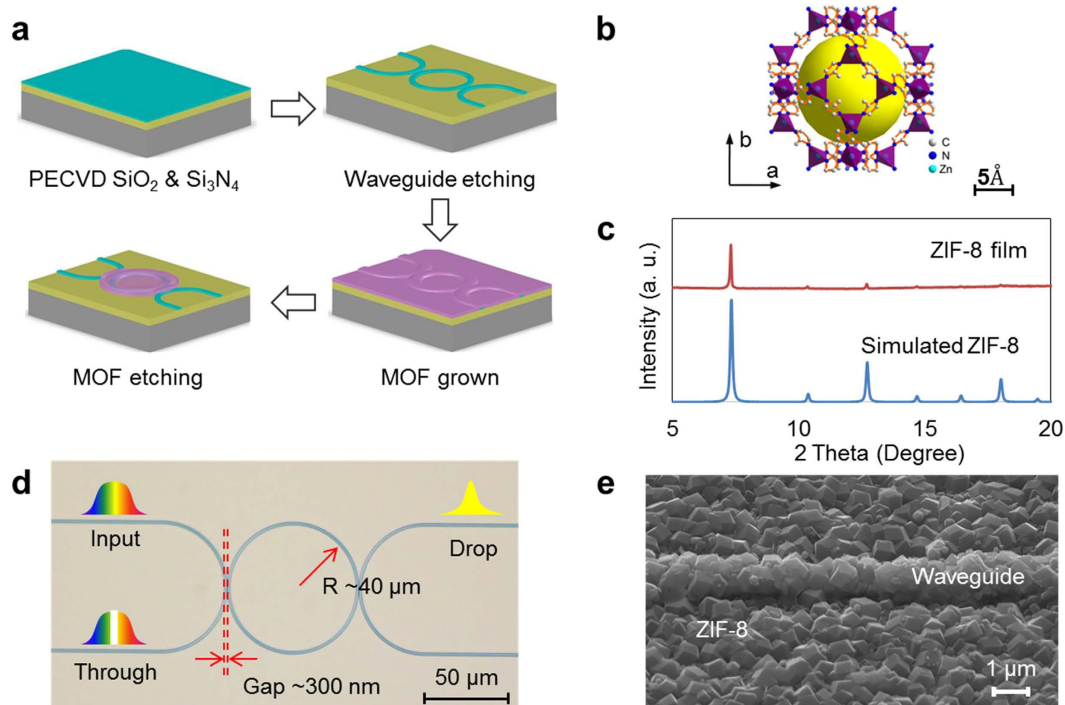 a
PECVD SiO₂ & Si₃N₄
Waveguide etching
MOF etching
MOF grown
b
b
a
C
N
Zn
5Å
c
Intensity (a. u.)
ZIF-8 film
Simulated ZIF-8
5
10
15
20
2 Theta (Degree)
d
Input
Drop
R ~40 μm
Through
Gap ~300 nm
50 μm
e
Waveguide
ZIF-8
1 μm